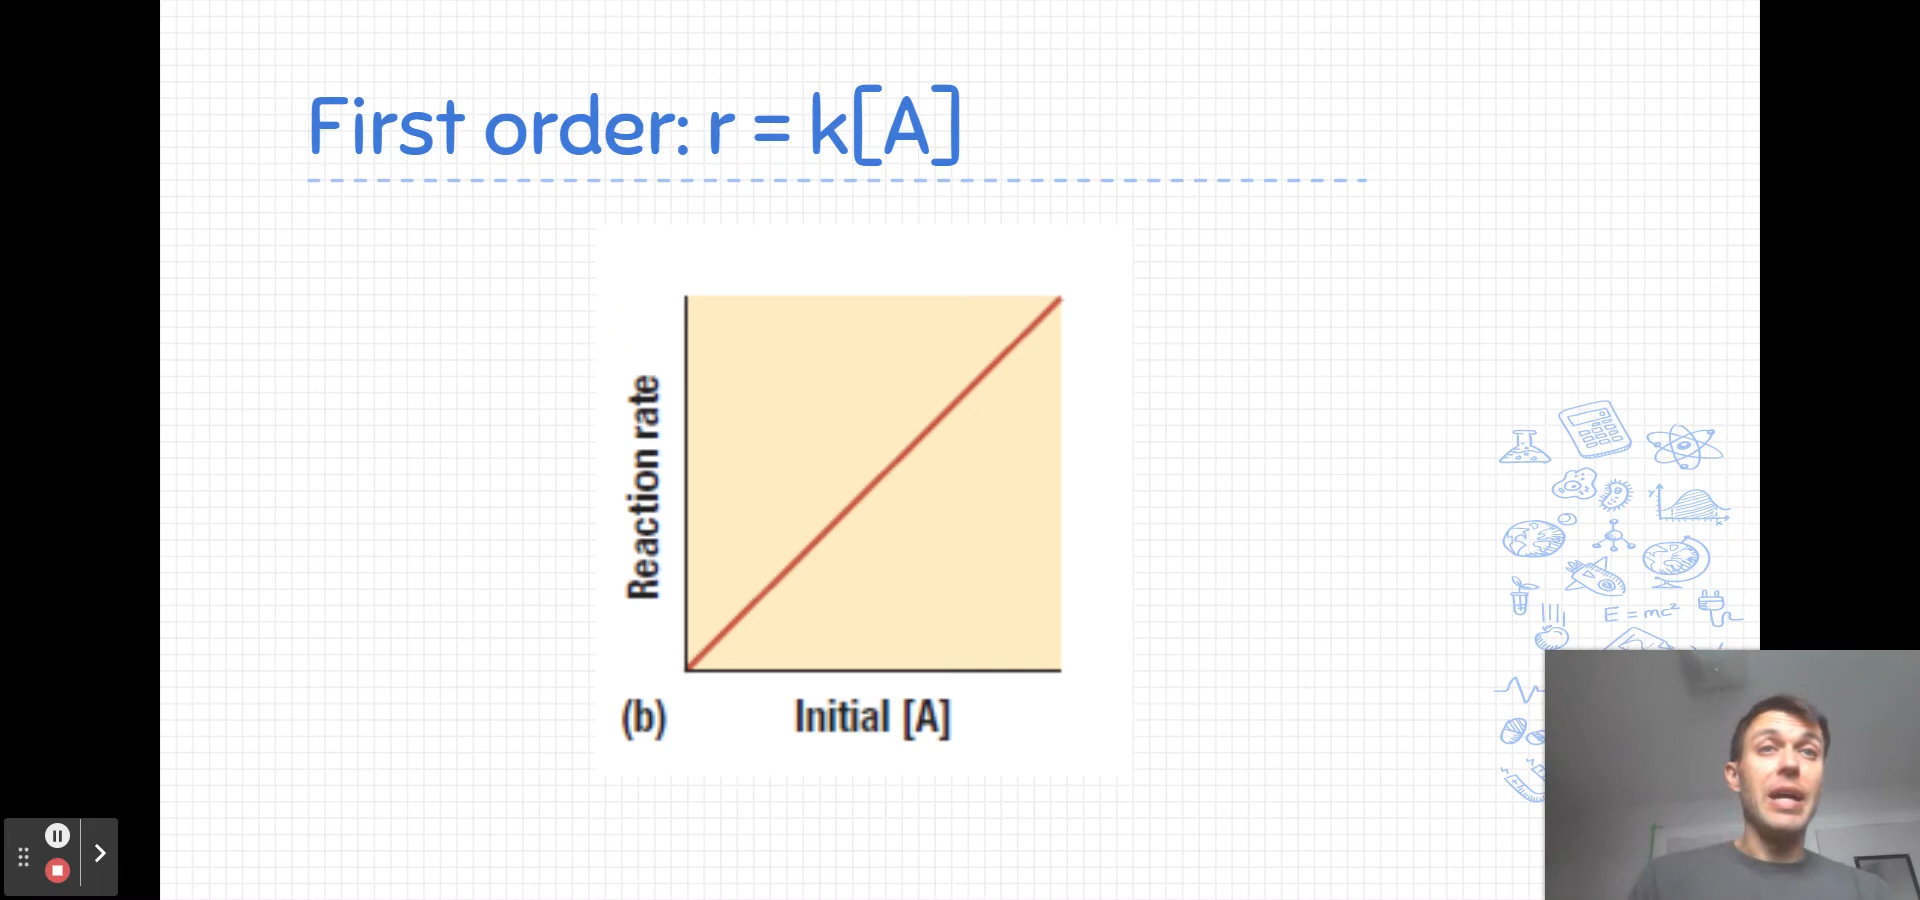 First order: r = k[A]
Reaction rate
(b) Initial [A]
E = mc²